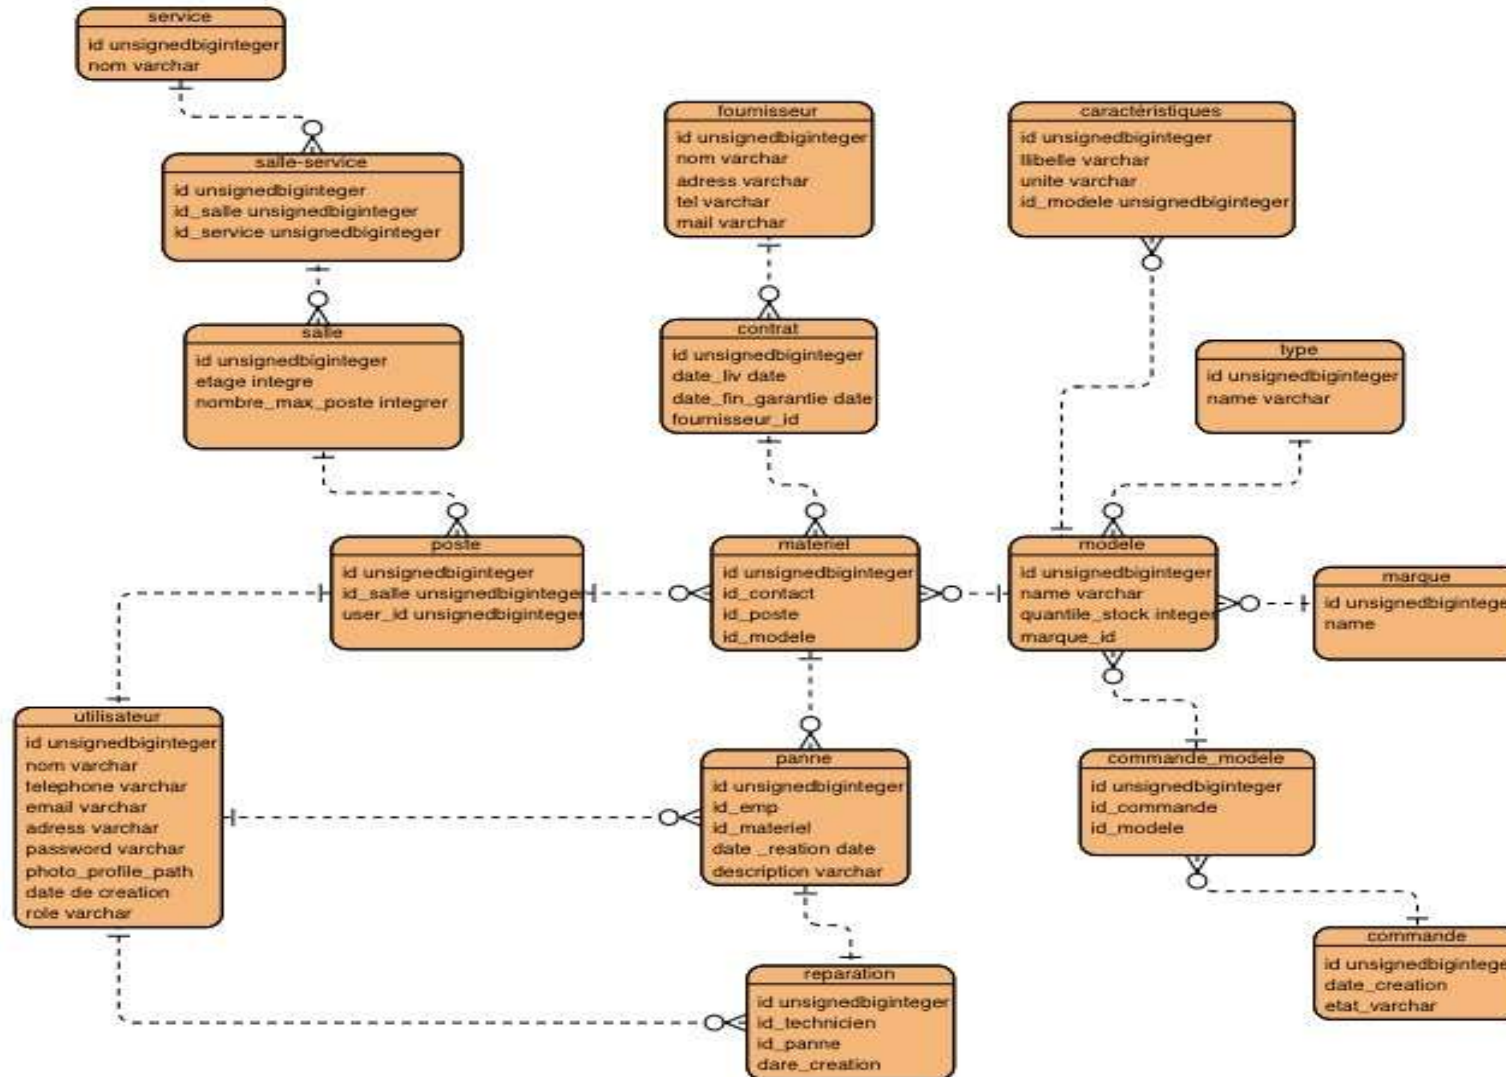 service
id unsignedbiginteger
nom varchar
salle-service
id unsignedbiginteger
id_salle unsignedbiginteger
id_service unsignedbiginteger
salle
id unsignedbiginteger
etage integre
nombre_max_poste integrer
fournisseur
id unsignedbiginteger
nom varchar
adress varchar
tel varchar
mail varchar
contrat
id unsignedbiginteger
date_liv date
date_fin_garantie date
fournisseur_id
caractéristiques
id unsignedbiginteger
llibelle varchar
unite varchar
id_modele unsignedbiginteger
type
id unsignedbiginteger
name varchar
poste
id unsignedbiginteger
id_salle unsignedbiginteger
user_id unsignedbiginteger
materiel
id unsignedbiginteger
id_contact
id_poste
id_modele
modele
id unsignedbiginteger
name varchar
quantile_stock integer
marque_id
marque
id unsignedbigintege
name
utilisateur
id unsignedbiginteger
nom varchar
telephone varchar
email varchar
adress varchar
password varchar
photo_profile_path
date de creation
role varchar
panne
id unsignedbiginteger
id_emp
id_materiel
date _reation date
description varchar
commande_modele
id unsignedbiginteger
id_commande
id_modele
commande
id unsignedbigintege
date_creation
etat_varchar
reparation
id unsignedbiginteger
id_technicien
id_panne
dare_creation